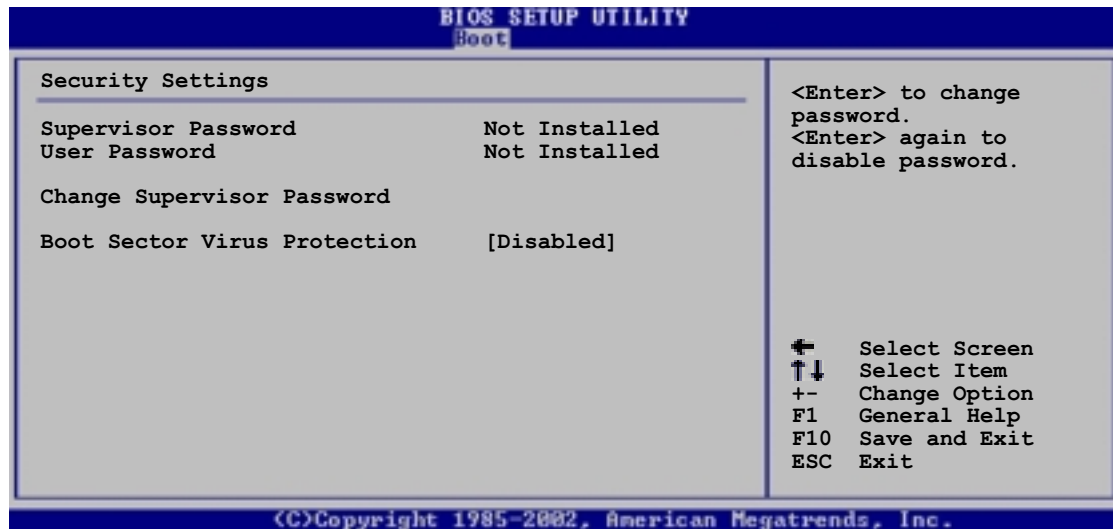 BIOS SETUP UTILITY
Boot
Security Settings
Supervisor Password Not Installed
User Password Not Installed
Change Supervisor Password
Boot Sector Virus Protection [Disabled]
<Enter> to change
password.
<Enter> again to
disable password.
← Select Screen
↑↓ Select Item
+- Change Option
F1 General Help
F10 Save and Exit
ESC Exit
(C)Copyright 1985-2002, American Megatrends, Inc.